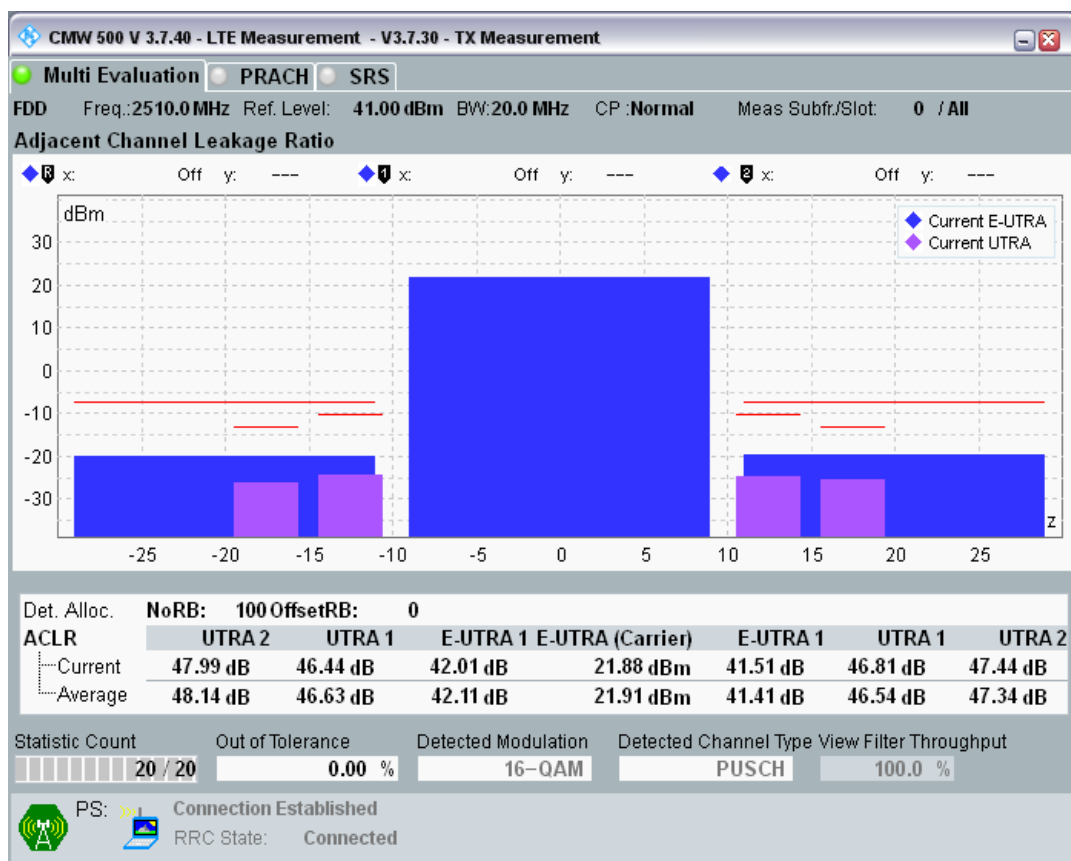 CMW 500 V 3.7.40 - LTE Measurement - V3.7.30 - TX Measurement
Multi Evaluation PRACH SRS
FDD Freq.:2510.0 MHz Ref. Level: 41.00 dBm BW:20.0 MHz CP :Normal Meas Subfr./Slot: 0 / All
Adjacent Channel Leakage Ratio
R x: Off y: --- 1 x: Off y: --- 2 x: Off y: ---
dBm
Current E-UTRA
Current UTRA
30
20
10
0
-10
-20
-30
z
-25 -20 -15 -10 -5 0 5 10 15 20 25
Det. Alloc. NoRB: 100 OffsetRB: 0
ACLR UTRA 2 UTRA 1 E-UTRA 1 E-UTRA (Carrier) E-UTRA 1 UTRA 1 UTRA 2
Current 47.99 dB 46.44 dB 42.01 dB 21.88 dBm 41.51 dB 46.81 dB 47.44 dB
Average 48.14 dB 46.63 dB 42.11 dB 21.91 dBm 41.41 dB 46.54 dB 47.34 dB
Statistic Count Out of Tolerance Detected Modulation Detected Channel Type View Filter Throughput
20 / 20 0.00 % 16-QAM PUSCH 100.0 %
PS: Connection Established
RRC State: Connected